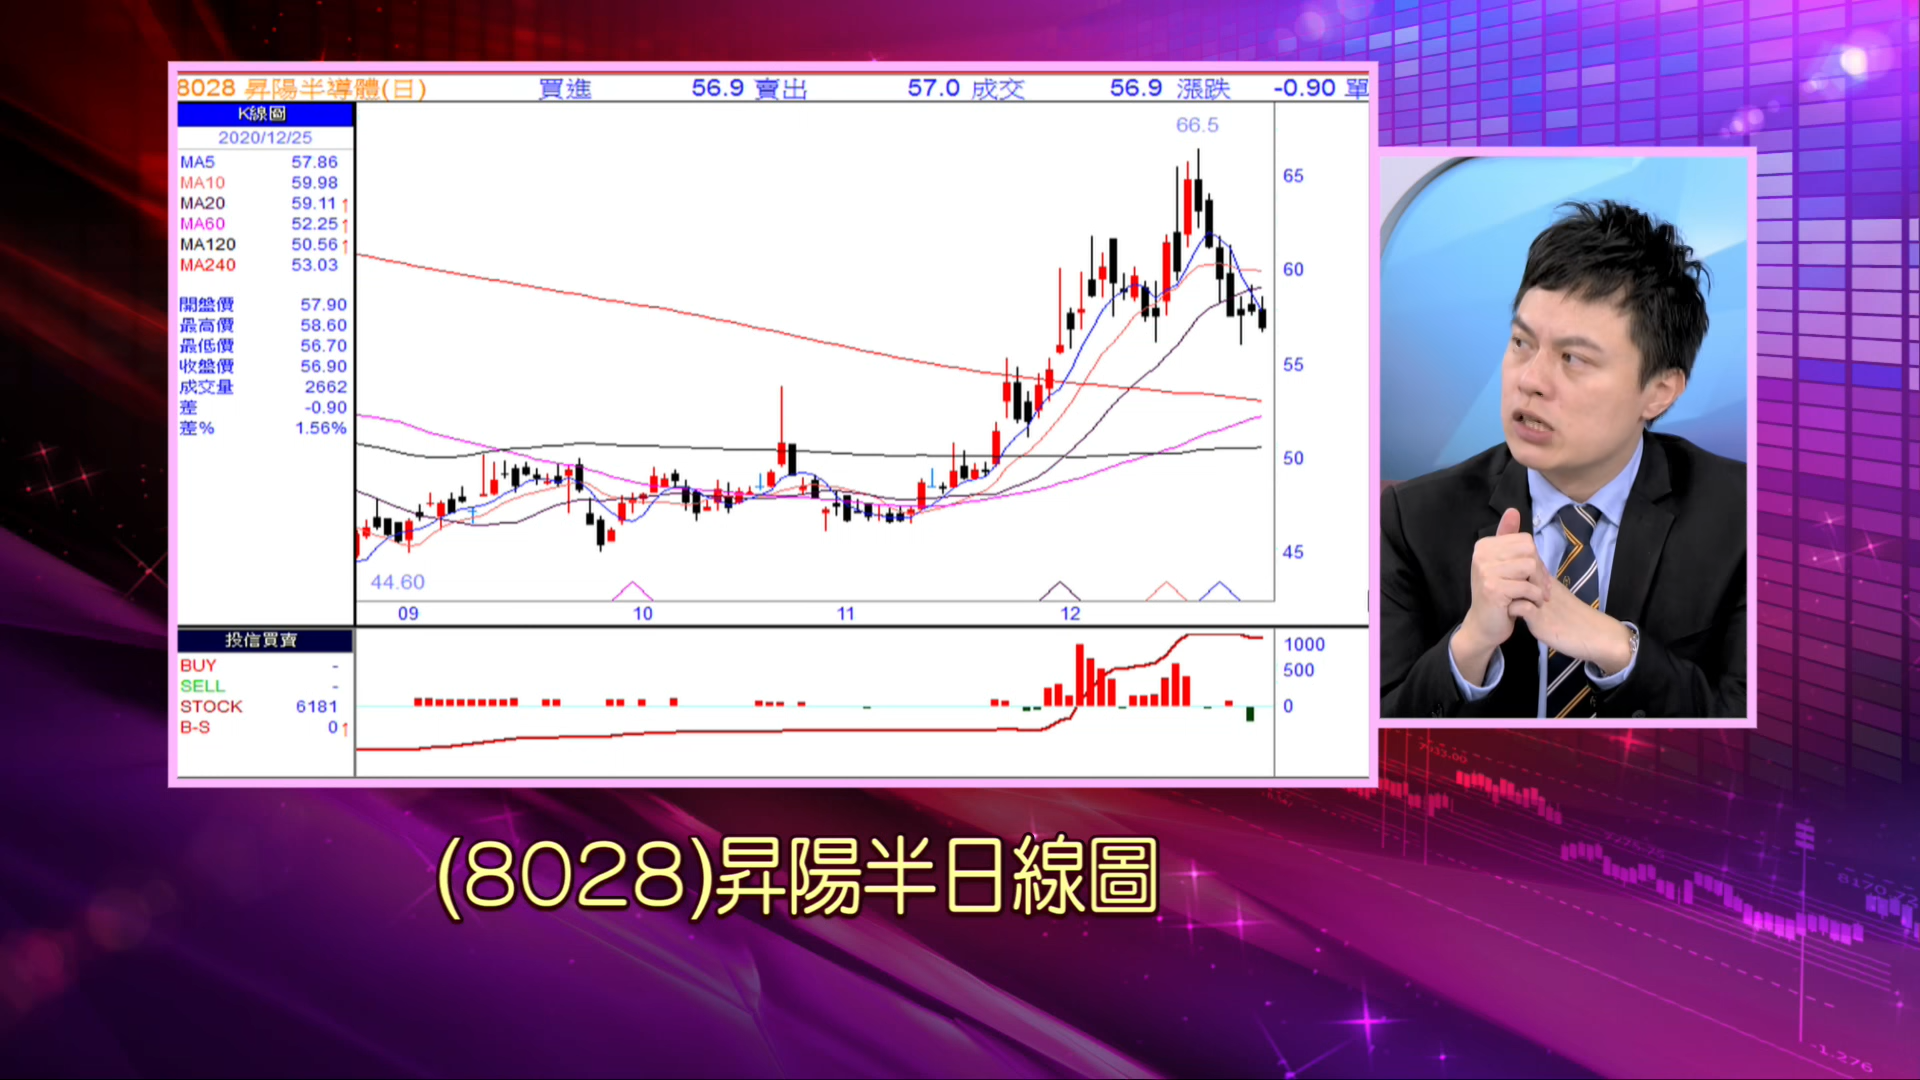 8028 昇陽半導體(日) 買進 56.9 賣出 57.0 成交 56.9 漲跌 -0.90 單
K線圖
2020/12/25
MA5 57.86
MA10 59.98
MA20 59.11↑
MA60 52.25↑
MA120 50.56↑
MA240 53.03
開盤價 57.90
最高價 58.60
最低價 56.70
收盤價 56.90
成交量 2662
差 -0.90
差% 1.56%
66.5
65
60
55
50
45
44.60
09 10 11 12
投信買賣
BUY -
SELL -
STOCK 6181
B-S 0↑
1000
500
0
(8028)昇陽半日線圖